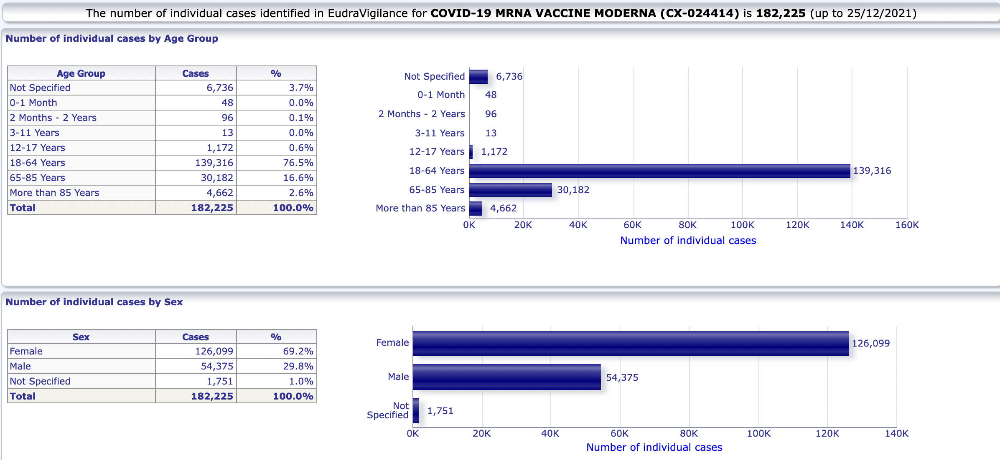 The number of individual cases identified in EudraVigilance for COVID-19 MRNA VACCINE MODERNA (CX-024414) is 182,225 (up to 25/12/2021)
Number of individual cases by Age Group
Age Group Cases %
Not Specified 6,736 3.7%
0-1 Month 48 0.0%
2 Months - 2 Years 96 0.1%
3-11 Years 13 0.0%
12-17 Years 1,172 0.6%
18-64 Years 139,316 76.5%
65-85 Years 30,182 16.6%
More than 85 Years 4,662 2.6%
Total 182,225 100.0%
Not Specified 6,736
0-1 Month 48
2 Months - 2 Years 96
3-11 Years 13
12-17 Years 1,172
18-64 Years 139,316
65-85 Years 30,182
More than 85 Years 4,662
0K 20K 40K 60K 80K 100K 120K 140K 160K
Number of individual cases
Number of individual cases by Sex
Sex Cases %
Female 126,099 69.2%
Male 54,375 29.8%
Not Specified 1,751 1.0%
Total 182,225 100.0%
Female 126,099
Male 54,375
Not
Specified 1,751
0K 20K 40K 60K 80K 100K 120K 140K
Number of individual cases